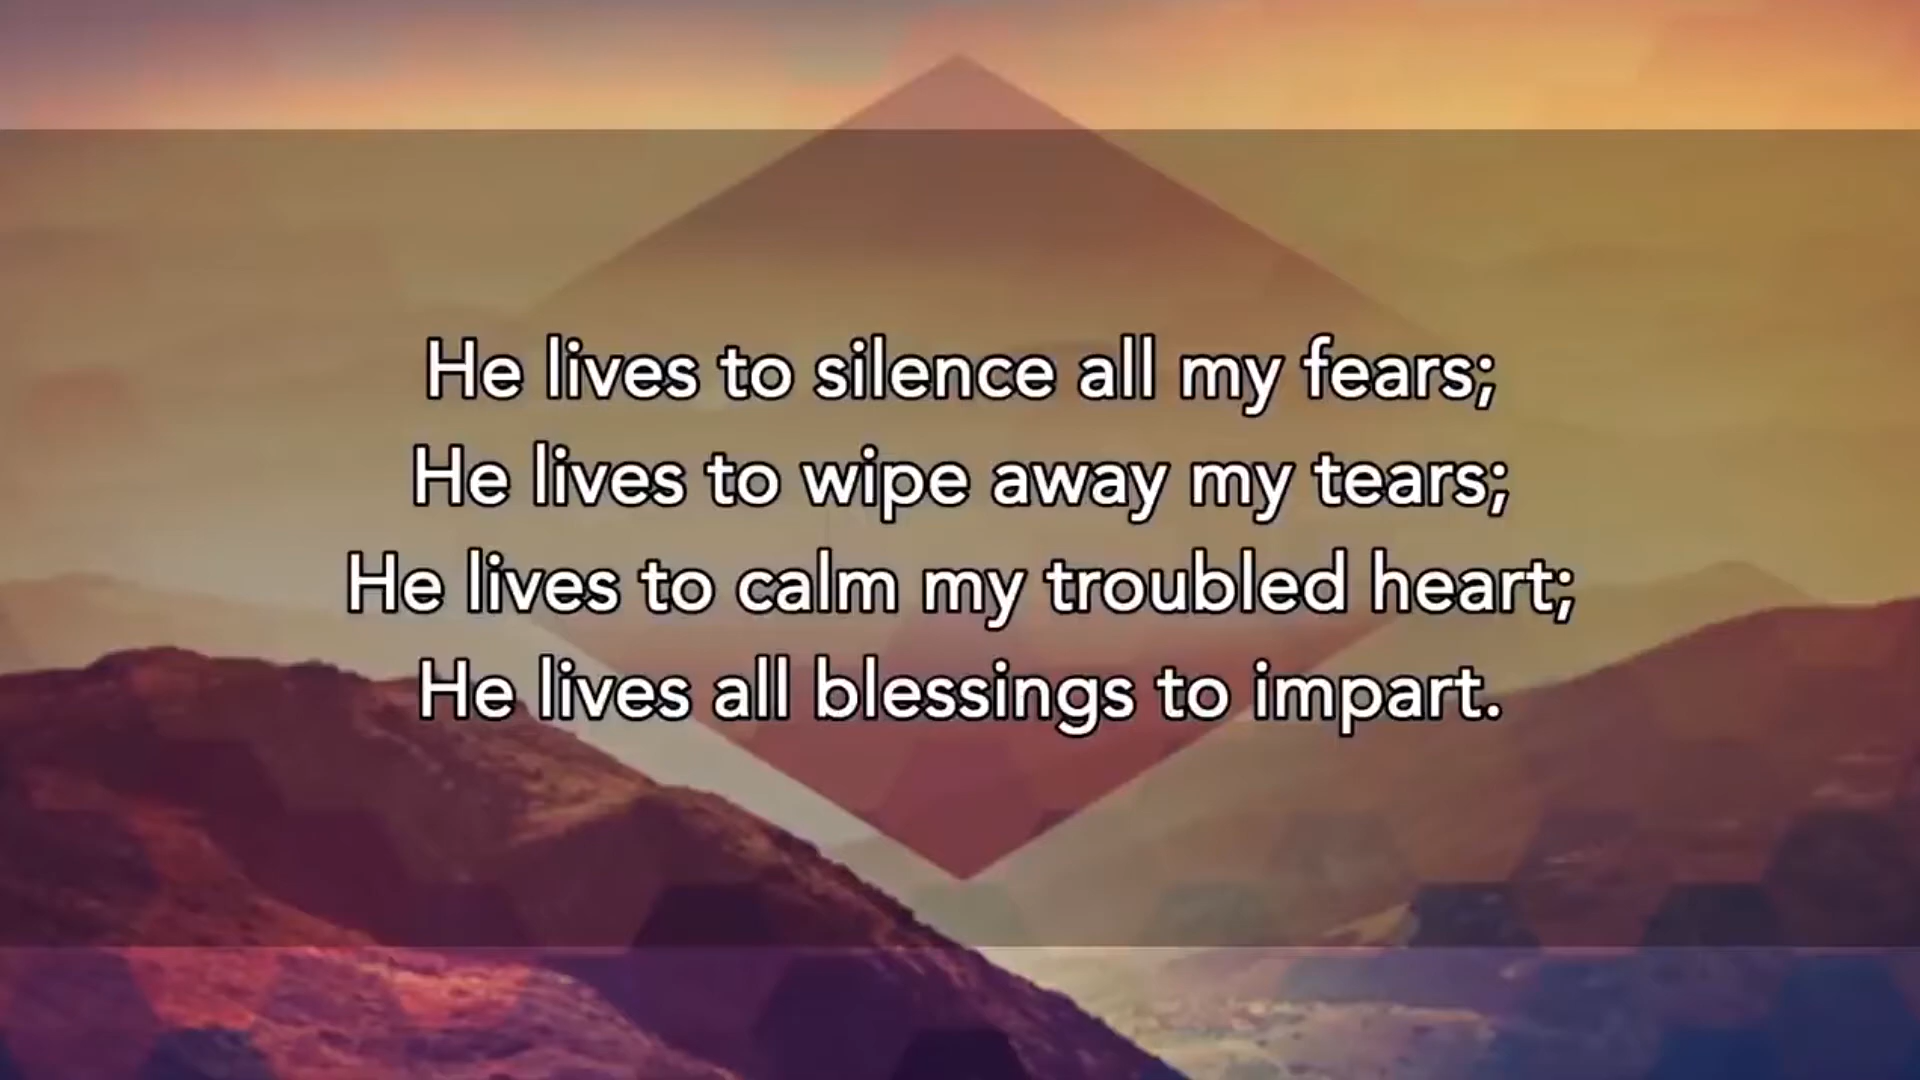 He lives to silence all my fears;
He lives to wipe away my tears;
He lives to calm my troubled heart;
He lives all blessings to impart.